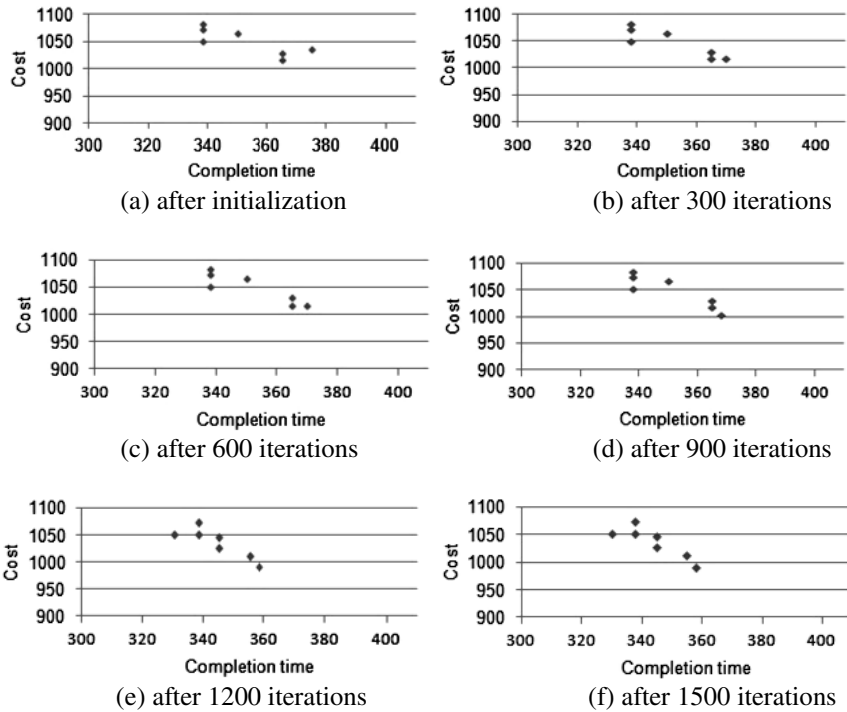 1100
1050
1000
950
900
Cost
300 320 340 360 380 400
Completion time
(a) after initialization
1100
1050
1000
950
900
Cost
300 320 340 360 380 400
Completion time
(b) after 300 iterations
1100
1050
1000
950
900
Cost
300 320 340 360 380 400
Completion time
(c) after 600 iterations
1100
1050
1000
950
900
Cost
300 320 340 360 380 400
Completion time
(d) after 900 iterations
1100
1050
1000
950
900
Cost
300 320 340 360 380 400
Completion time
(e) after 1200 iterations
1100
1050
1000
950
900
Cost
300 320 340 360 380 400
Completion time
(f) after 1500 iterations